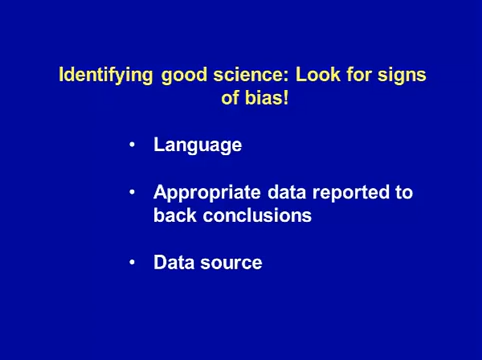 Identifying good science: Look for signs
of bias!
• Language
• Appropriate data reported to
back conclusions
• Data source